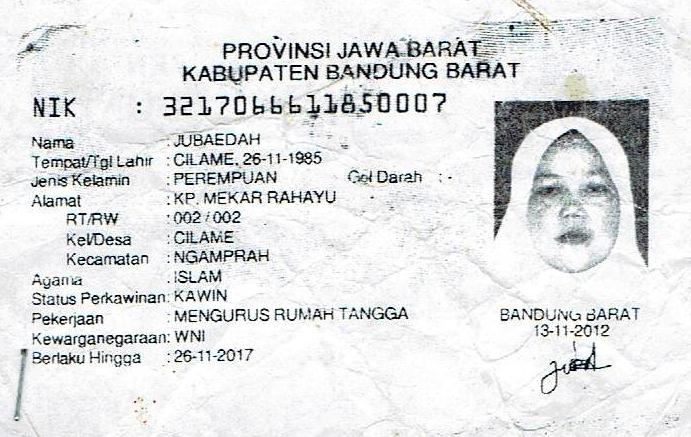 PROVINSI JAWA BARAT
KABUPATEN BANDUNG BARAT
NIK : 3217066611850007
Nama : JUBAEDAH
Tempat/Tgl Lahir : CILAME, 26-11-1985
Jenis Kelamin : PEREMPUAN Gol Darah : -
Alamat : KP. MEKAR RAHAYU
RT/RW : 002 / 002
Kel/Desa : CILAME
Kecamatan : NGAMPRAH
Agama : ISLAM
Status Perkawinan: KAWIN
Pekerjaan : MENGURUS RUMAH TANGGA
Kewarganegaraan: WNI
Berlaku Hingga : 26-11-2017
BANDUNG BARAT
13-11-2012